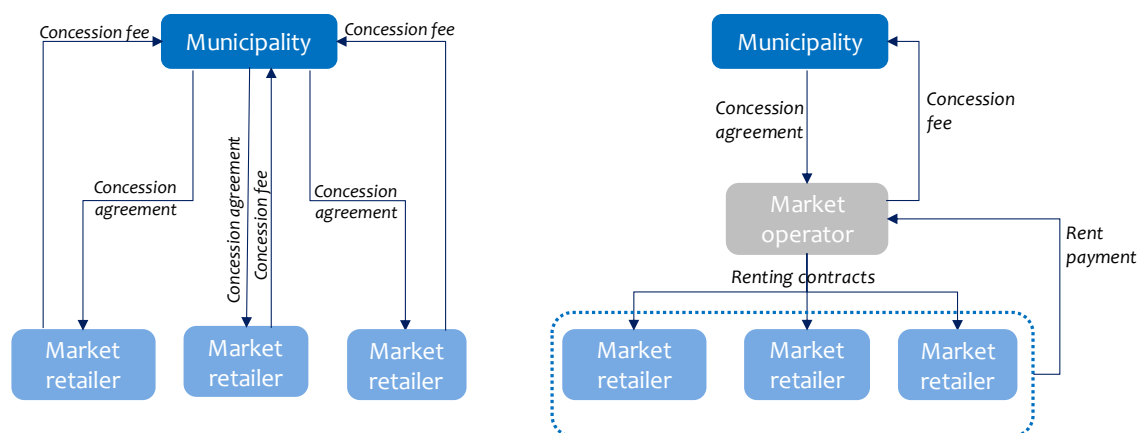 Concession fee
Municipality
Concession fee
Concession
agreement
Concession agreement
Concession fee
Concession
agreement
Market
retailer
Market
retailer
Market
retailer
Municipality
Concession
agreement
Concession
fee
Market
operator
Rent
payment
Renting contracts
Market
retailer
Market
retailer
Market
retailer